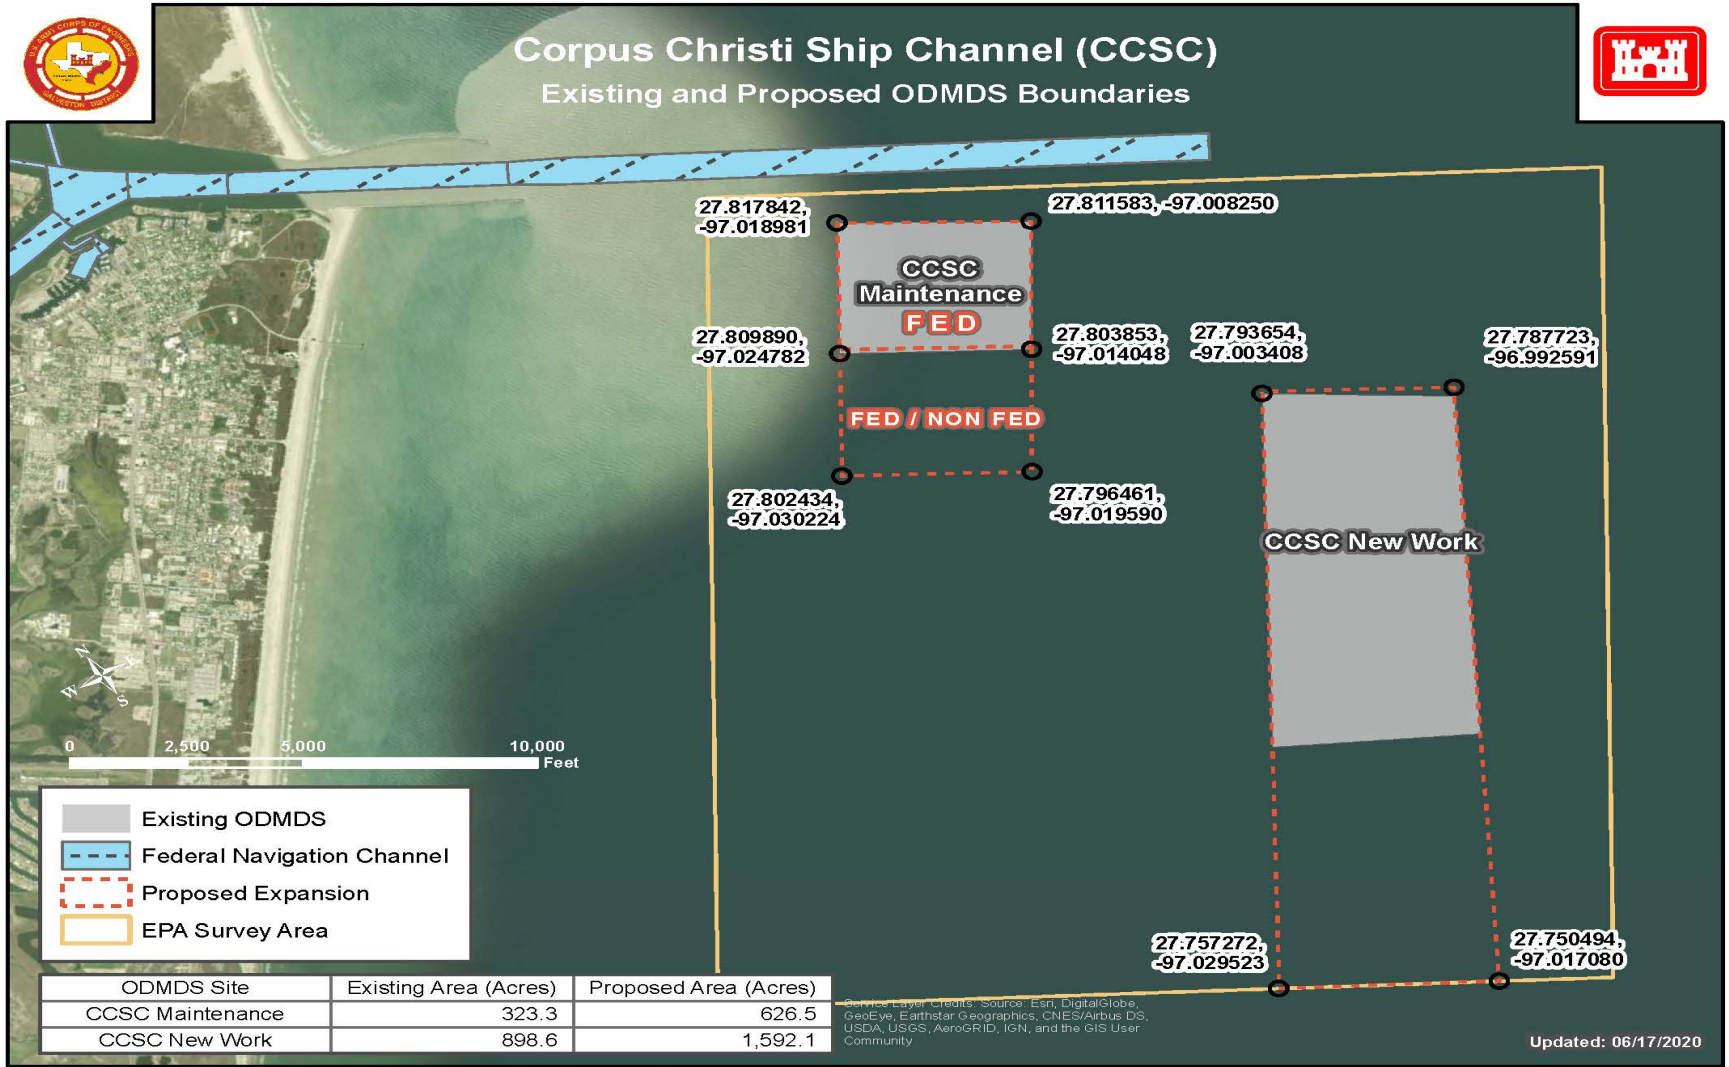 U.S. ARMY CORPS OF ENGINEERS
GALVESTON DISTRICT
Corpus Christi Ship Channel (CCSC)
Existing and Proposed ODMDS Boundaries
27.817842,
-97.018981
27.811583, -97.008250
CCSC
Maintenance
FED
27.809890,
-97.024782
27.803853,
-97.014048
27.793654,
-97.003408
27.787723,
-96.992591
FED / NON FED
27.802434,
-97.030224
27.796461,
-97.019590
CCSC New Work
N
E
W
S
0 2,500 5,000 10,000
Feet
Existing ODMDS
Federal Navigation Channel
Proposed Expansion
EPA Survey Area
27.757272,
-97.029523
27.750494,
-97.017080
ODMDS Site Existing Area (Acres) Proposed Area (Acres)
CCSC Maintenance 323.3 626.5
CCSC New Work 898.6 1,592.1
Service Layer Credits: Source: Esri, DigitalGlobe,
GeoEye, Earthstar Geographics, CNES/Airbus DS,
USDA, USGS, AeroGRID, IGN, and the GIS User
Community
Updated: 06/17/2020